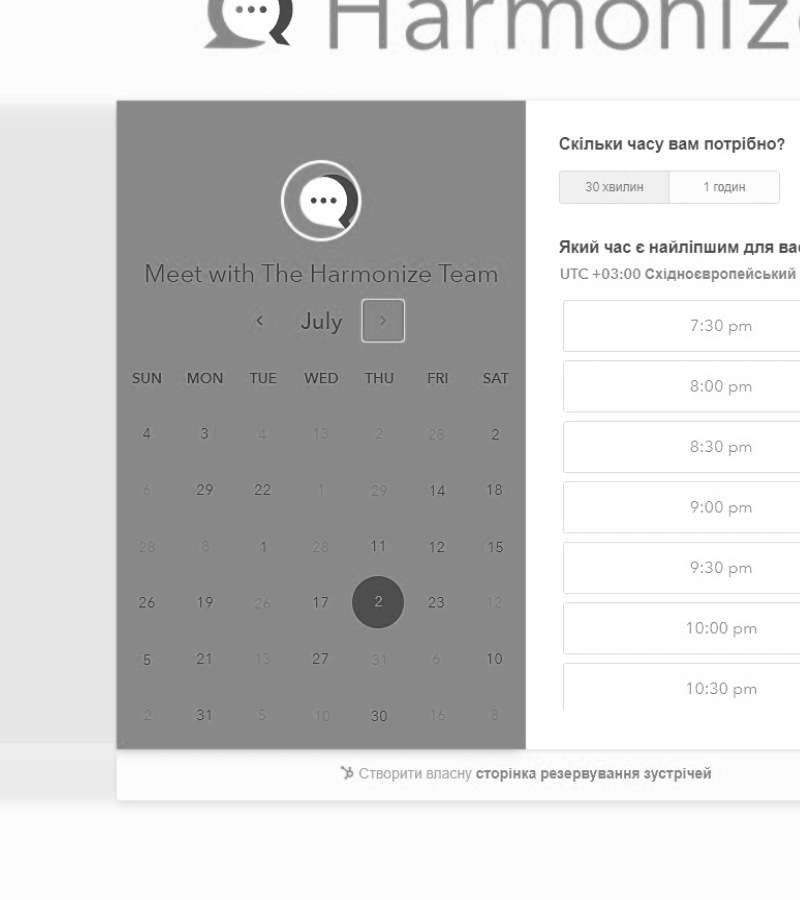 Harmonize
Meet with The Harmonize Team
July
SUN MON TUE WED THU FRI SAT
4 3 4 13 2 28 2
6 29 22 1 29 14 18
28 8 1 28 11 12 15
26 19 26 17 2 23 12
5 21 13 27 31 6 10
2 31 5 10 30 16 8
Скільки часу вам потрібно?
30 хвилин 1 годин
Який час є найліпшим для вас
UTC +03:00 Східноєвропейський
7:30 pm
8:00 pm
8:30 pm
9:00 pm
9:30 pm
10:00 pm
10:30 pm
Створити власну сторінка резервування зустрічей